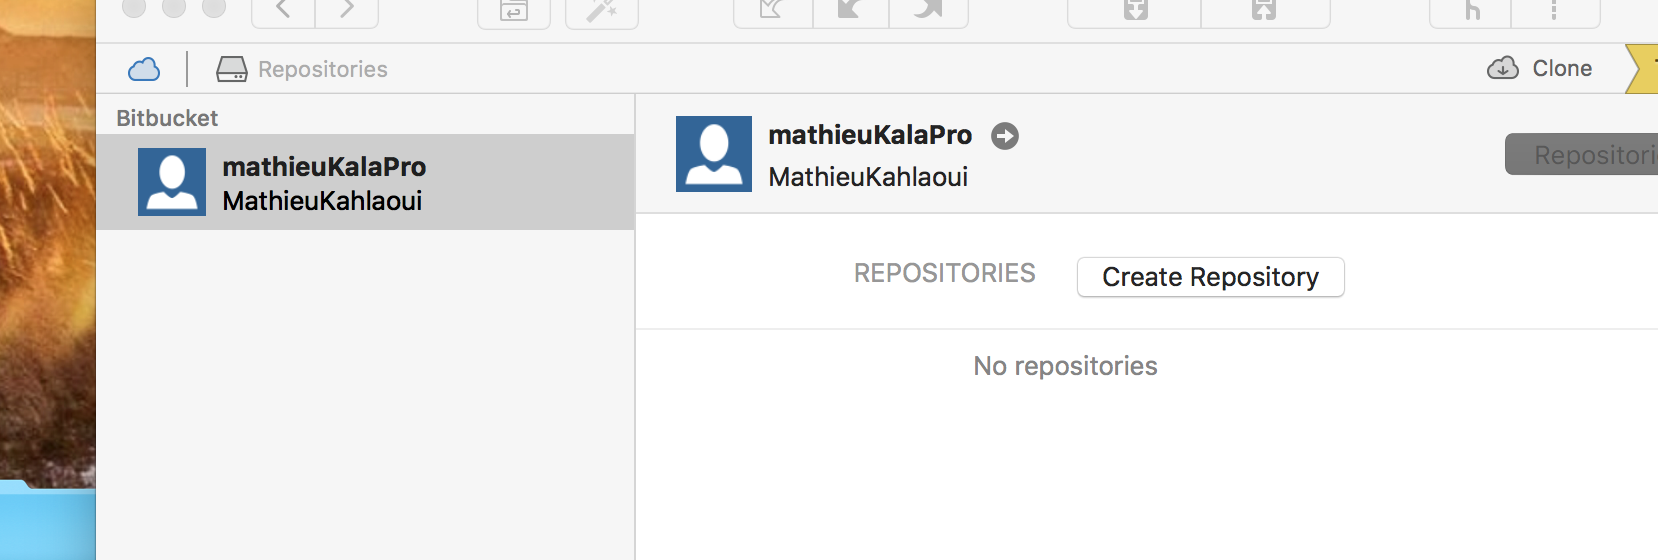 Repositories
Clone
Bitbucket
mathieuKalaPro
MathieuKahlaoui
mathieuKalaPro
MathieuKahlaoui
REPOSITORIES
Create Repository
No repositories